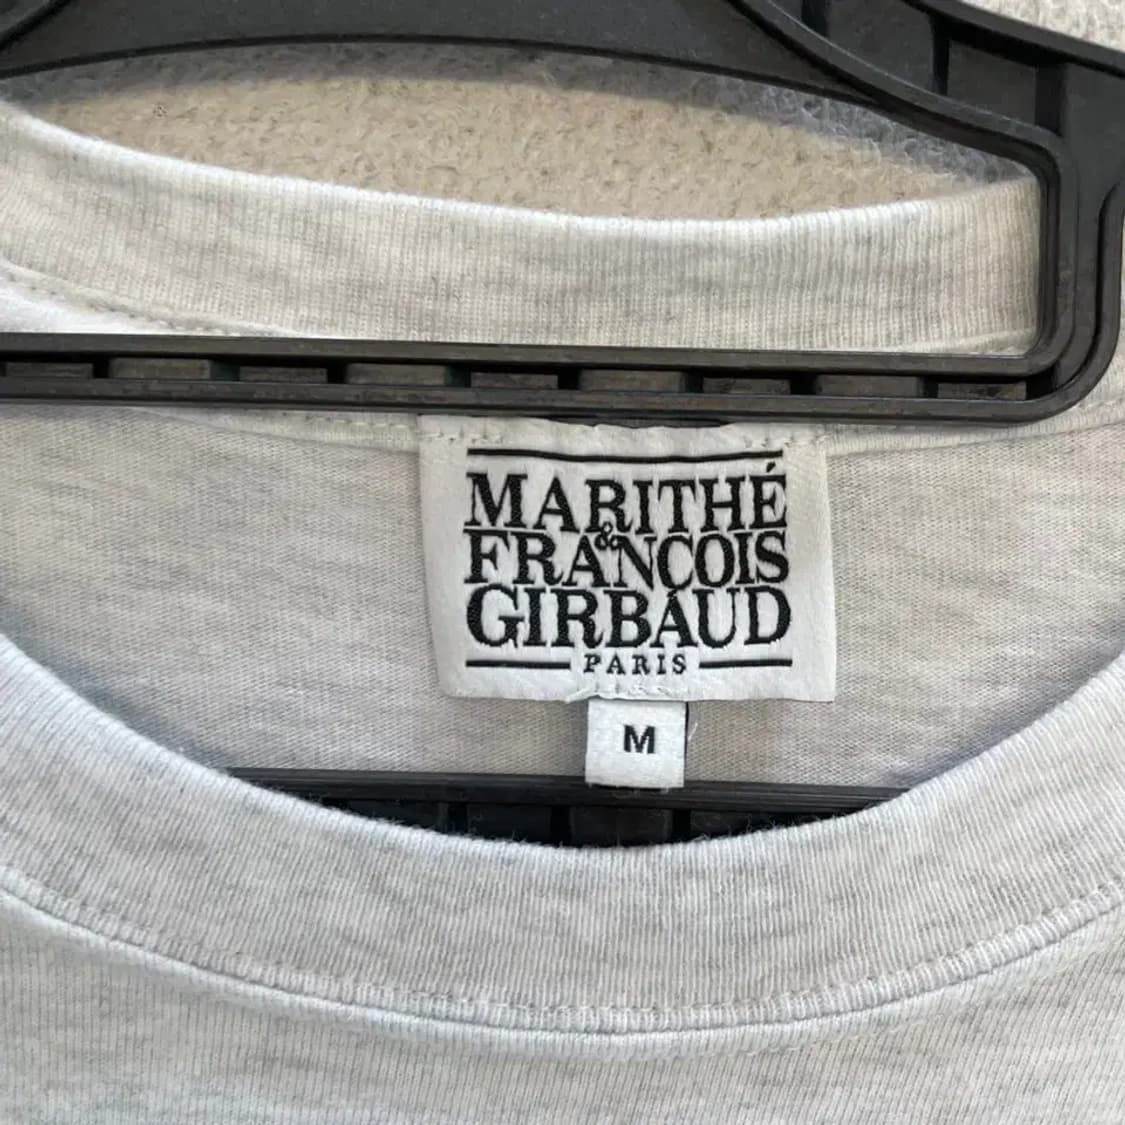 MARITHÉ
&
FRANÇOIS
GIRBAUD
PARIS
M